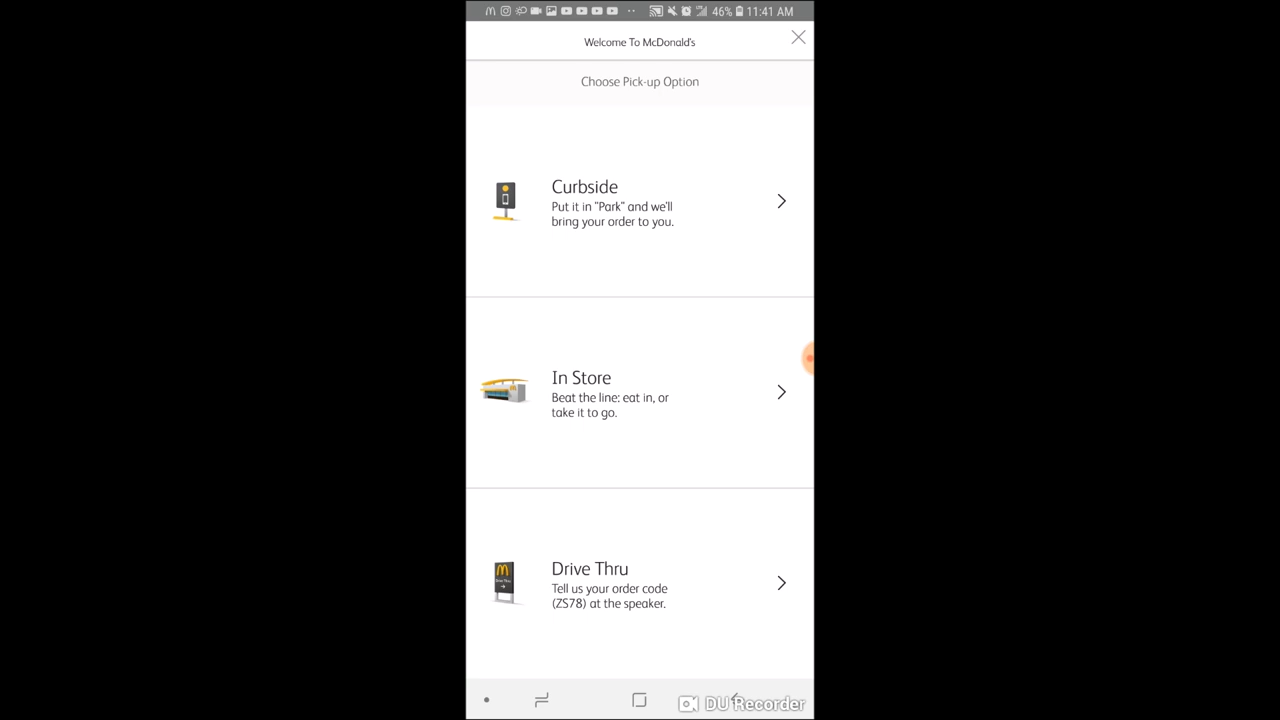 46% 11:41 AM
Welcome To McDonald's
Choose Pick-up Option
Curbside
Put it in "Park" and we'll
bring your order to you.
In Store
Beat the line: eat in, or
take it to go.
Drive Thru
Tell us your order code
(ZS78) at the speaker.
DU Recorder